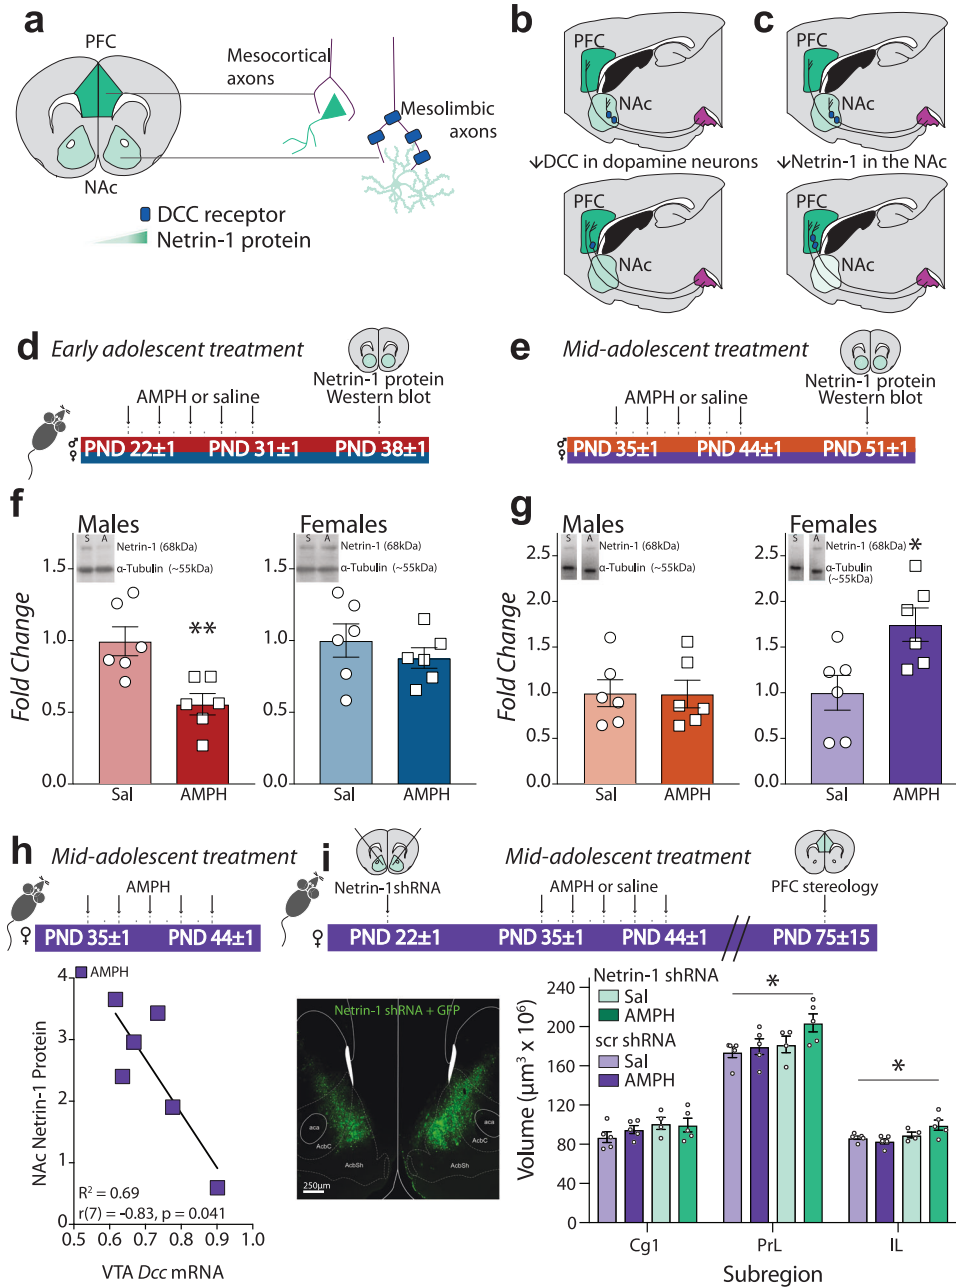 a
PFC
Mesocortical
axons
Mesolimbic
axons
NAc
DCC receptor
Netrin-1 protein
b
PFC
NAc
↓DCC in dopamine neurons
PFC
NAc
c
PFC
NAc
↓Netrin-1 in the NAc
PFC
NAc
d
Early adolescent treatment
Netrin-1 protein
Western blot
AMPH or saline
♂
♀
PND 22±1
PND 31±1
PND 38±1
e
Mid-adolescent treatment
Netrin-1 protein
Western blot
AMPH or saline
♂
♀
PND 35±1
PND 44±1
PND 51±1
f
Males
S A
Netrin-1 (68kDa)
α-Tubulin (~55kDa)
Fold Change
1.5
1.0
0.5
0.0
**
Sal
AMPH
Females
S A
Netrin-1 (68kDa)
α-Tubulin (~55kDa)
1.5
1.0
0.5
0.0
Sal
AMPH
g
Males
S A
Netrin-1 (68kDa)
α-Tubulin (~55kDa)
Fold Change
2.5
2.0
1.5
1.0
0.5
0.0
Sal
AMPH
Females
S A
Netrin-1 (68kDa)
α-Tubulin
(~55kDa)
*
2.5
2.0
1.5
1.0
0.5
0.0
Sal
AMPH
h
Mid-adolescent treatment
AMPH
♀
PND 35±1
PND 44±1
AMPH
NAc Netrin-1 Protein
4
3
2
1
0
R² = 0.69
r(7) = -0.83, p = 0.041
0.5 0.6 0.7 0.8 0.9 1.0
VTA Dcc mRNA
i
Mid-adolescent treatment
Netrin-1shRNA
AMPH or saline
PFC stereology
♀
PND 22±1
PND 35±1
PND 44±1
PND 75±15
Netrin-1 shRNA + GFP
aca
AcbC
AcbSh
250µm
aca
AcbC
AcbSh
Netrin-1 shRNA
Sal
AMPH
scr shRNA
Sal
AMPH
*
*
Volume (µm³ x 10⁶)
240
200
160
120
80
40
0
Cg1
PrL
IL
Subregion